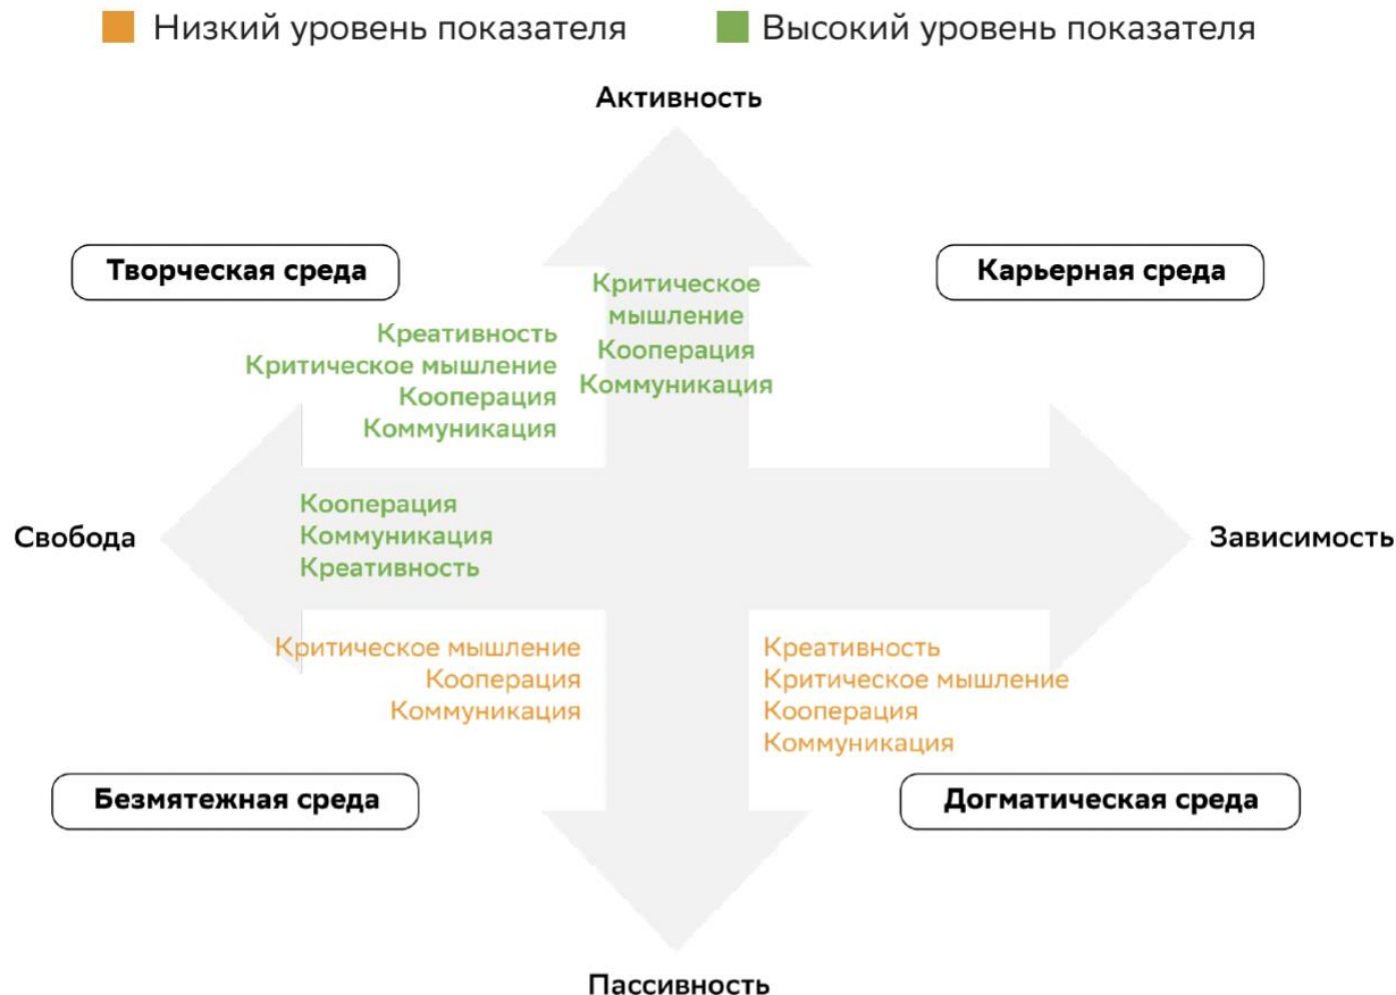 Низкий уровень показателя
Высокий уровень показателя
Активность
Творческая среда
Карьерная среда
Креативность
Критическое мышление
Кооперация
Коммуникация
Критическое
мышление
Кооперация
Коммуникация
Свобода
Кооперация
Коммуникация
Креативность
Зависимость
Критическое мышление
Кооперация
Коммуникация
Креативность
Критическое мышление
Кооперация
Коммуникация
Безмятежная среда
Догматическая среда
Пассивность